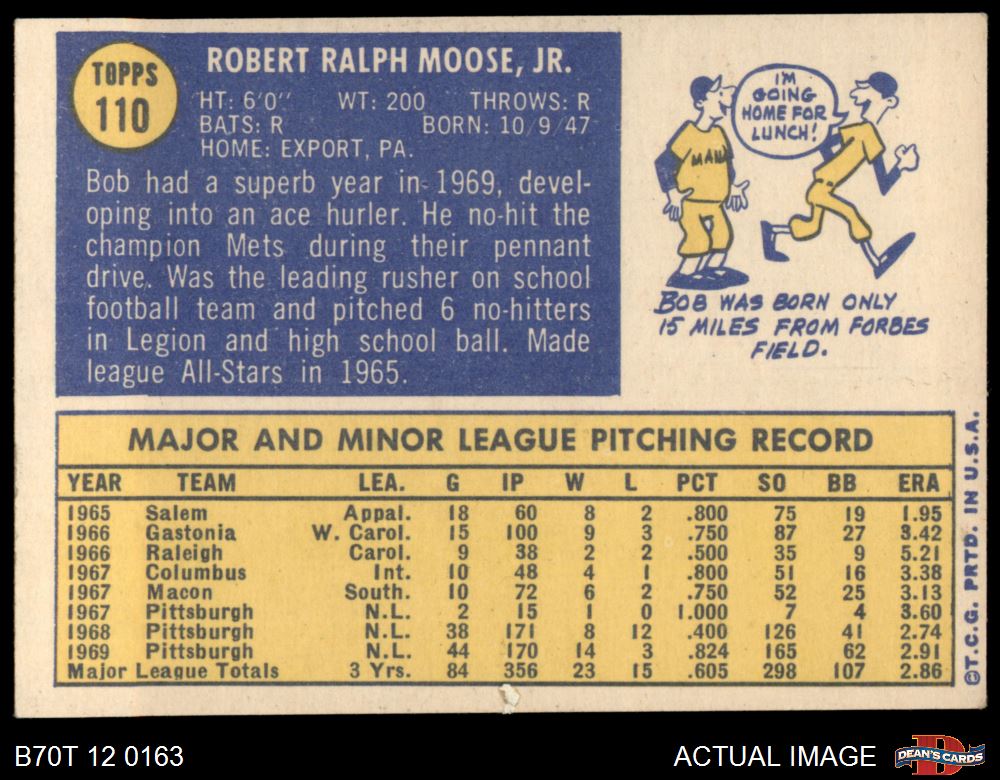 TOPPS
110
ROBERT RALPH MOOSE, JR.
HT: 6'0" WT: 200 THROWS: R
BATS: R BORN: 10/9/47
HOME: EXPORT, PA.
Bob had a superb year in 1969, devel-
oping into an ace hurler. He no-hit the
champion Mets during their pennant
drive. Was the leading rusher on school
football team and pitched 6 no-hitters
in Legion and high school ball. Made
league All-Stars in 1965.
I'M
GOING
HOME FOR
LUNCH!
BOB WAS BORN ONLY
15 MILES FROM FORBES
FIELD.
MAJOR AND MINOR LEAGUE PITCHING RECORD
YEAR TEAM LEA. G IP W L PCT SO BB ERA
1965 Salem Appal. 18 60 8 2 .800 75 19 1.95
1966 Gastonia W. Carol. 15 100 9 3 .750 87 27 3.42
1966 Raleigh Carol. 9 38 2 2 .500 35 9 5.21
1967 Columbus Int. 10 48 4 1 .800 51 16 3.38
1967 Macon South. 10 72 6 2 .750 52 25 3.13
1967 Pittsburgh N.L. 2 15 1 0 1.000 7 4 3.60
1968 Pittsburgh N.L. 38 171 8 12 .400 126 41 2.74
1969 Pittsburgh N.L. 44 170 14 3 .824 165 62 2.91
Major League Totals 3 Yrs. 84 356 23 15 .605 298 107 2.86
©T.C.G. PRTD. IN U.S.A.
B70T 12 0163
ACTUAL IMAGE
DEAN'S CARDS